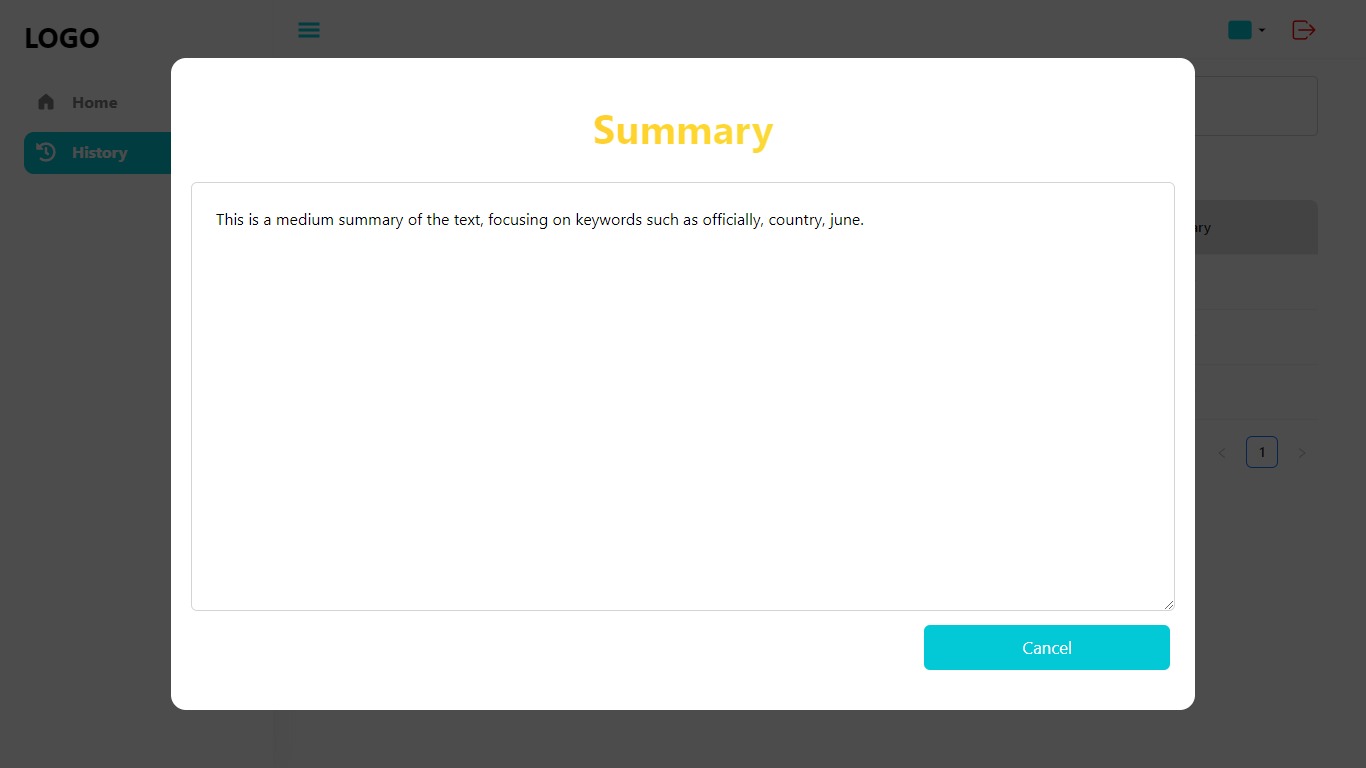 LOGO
Home
History
Summary
This is a medium summary of the text, focusing on keywords such as officially, country, june.
1
Cancel